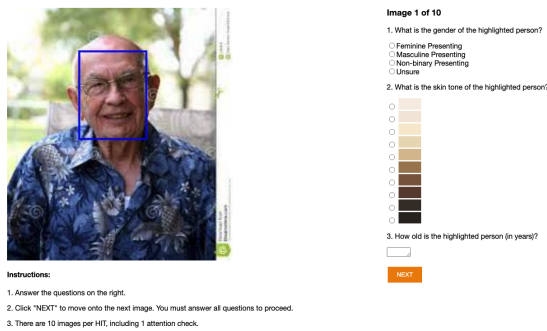 Image 1 of 10
1. What is the gender of the highlighted person?
Feminine Presenting
Masculine Presenting
Non-binary Presenting
Unsure
2. What is the skin tone of the highlighted person?
3. How old is the highlighted person (in years)?
NEXT
Instructions:
1. Answer the questions on the right.
2. Click "NEXT" to move onto the next image. You must answer all questions to proceed.
3. There are 10 images per HIT, including 1 attention check.